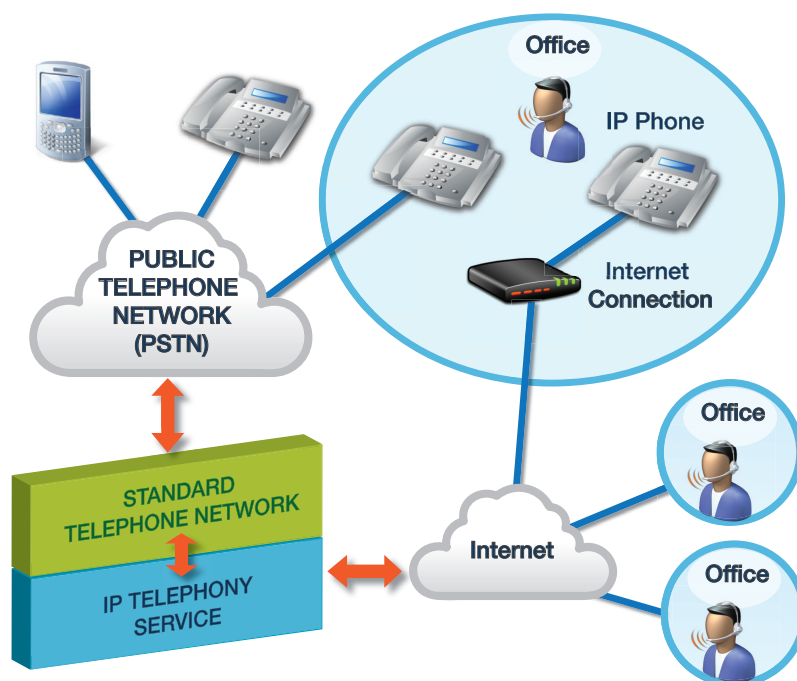 Office
IP Phone
PUBLIC
TELEPHONE
NETWORK
(PSTN)
Internet
Connection
Office
STANDARD
TELEPHONE NETWORK
Internet
IP TELEPHONY
SERVICE
Office